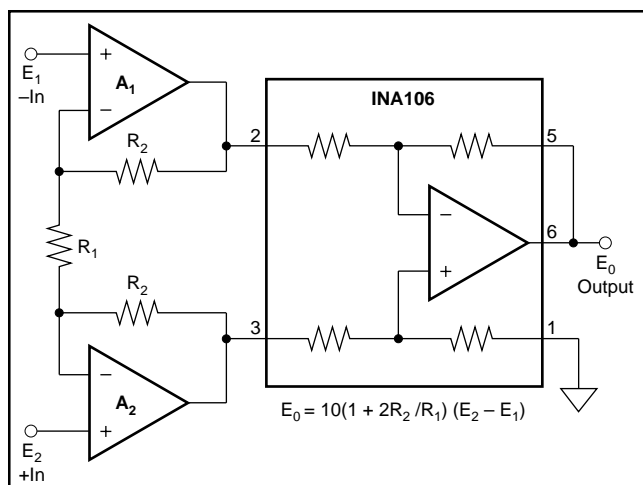 E1
–In
+
A1
–
R2
R1
R2
–
A2
+
E2
+In
INA106
2
5
–
6
+
3
1
E0
Output
E0 = 10(1 + 2R2 /R1) (E2 – E1)